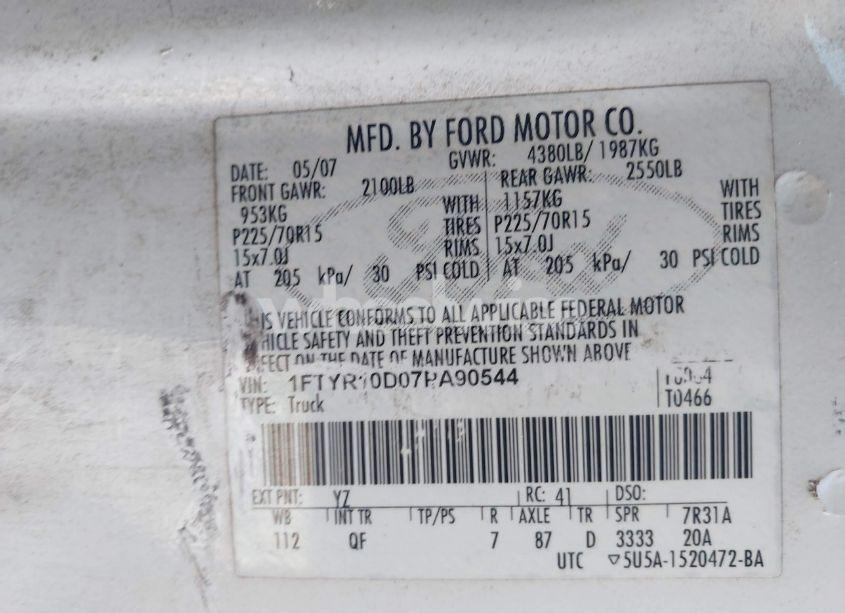 MFD. BY FORD MOTOR CO.
DATE: 05/07 GVWR: 4380LB/ 1987KG
FRONT GAWR: 2100LB REAR GAWR: 2550LB
953KG WITH 1157KG WITH
P225/70R15 TIRES P225/70R15 TIRES
15x7.0J RIMS 15x7.0J RIMS
AT 205 kPa/ 30 PSI COLD AT 205 kPa/ 30 PSI COLD
Ford
THIS VEHICLE CONFORMS TO ALL APPLICABLE FEDERAL MOTOR
VEHICLE SAFETY AND THEFT PREVENTION STANDARDS IN
EFFECT ON THE DATE OF MANUFACTURE SHOWN ABOVE
VIN: 1FTYR10D07PA90544
TYPE: Truck T0466
EXT PNT: YZ RC: 41 DSO:
WB INT TR TP/PS R AXLE TR SPR 7R31A
112 QF 7 87 D 3333 20A
UTC ▽5U5A-1520472-BA